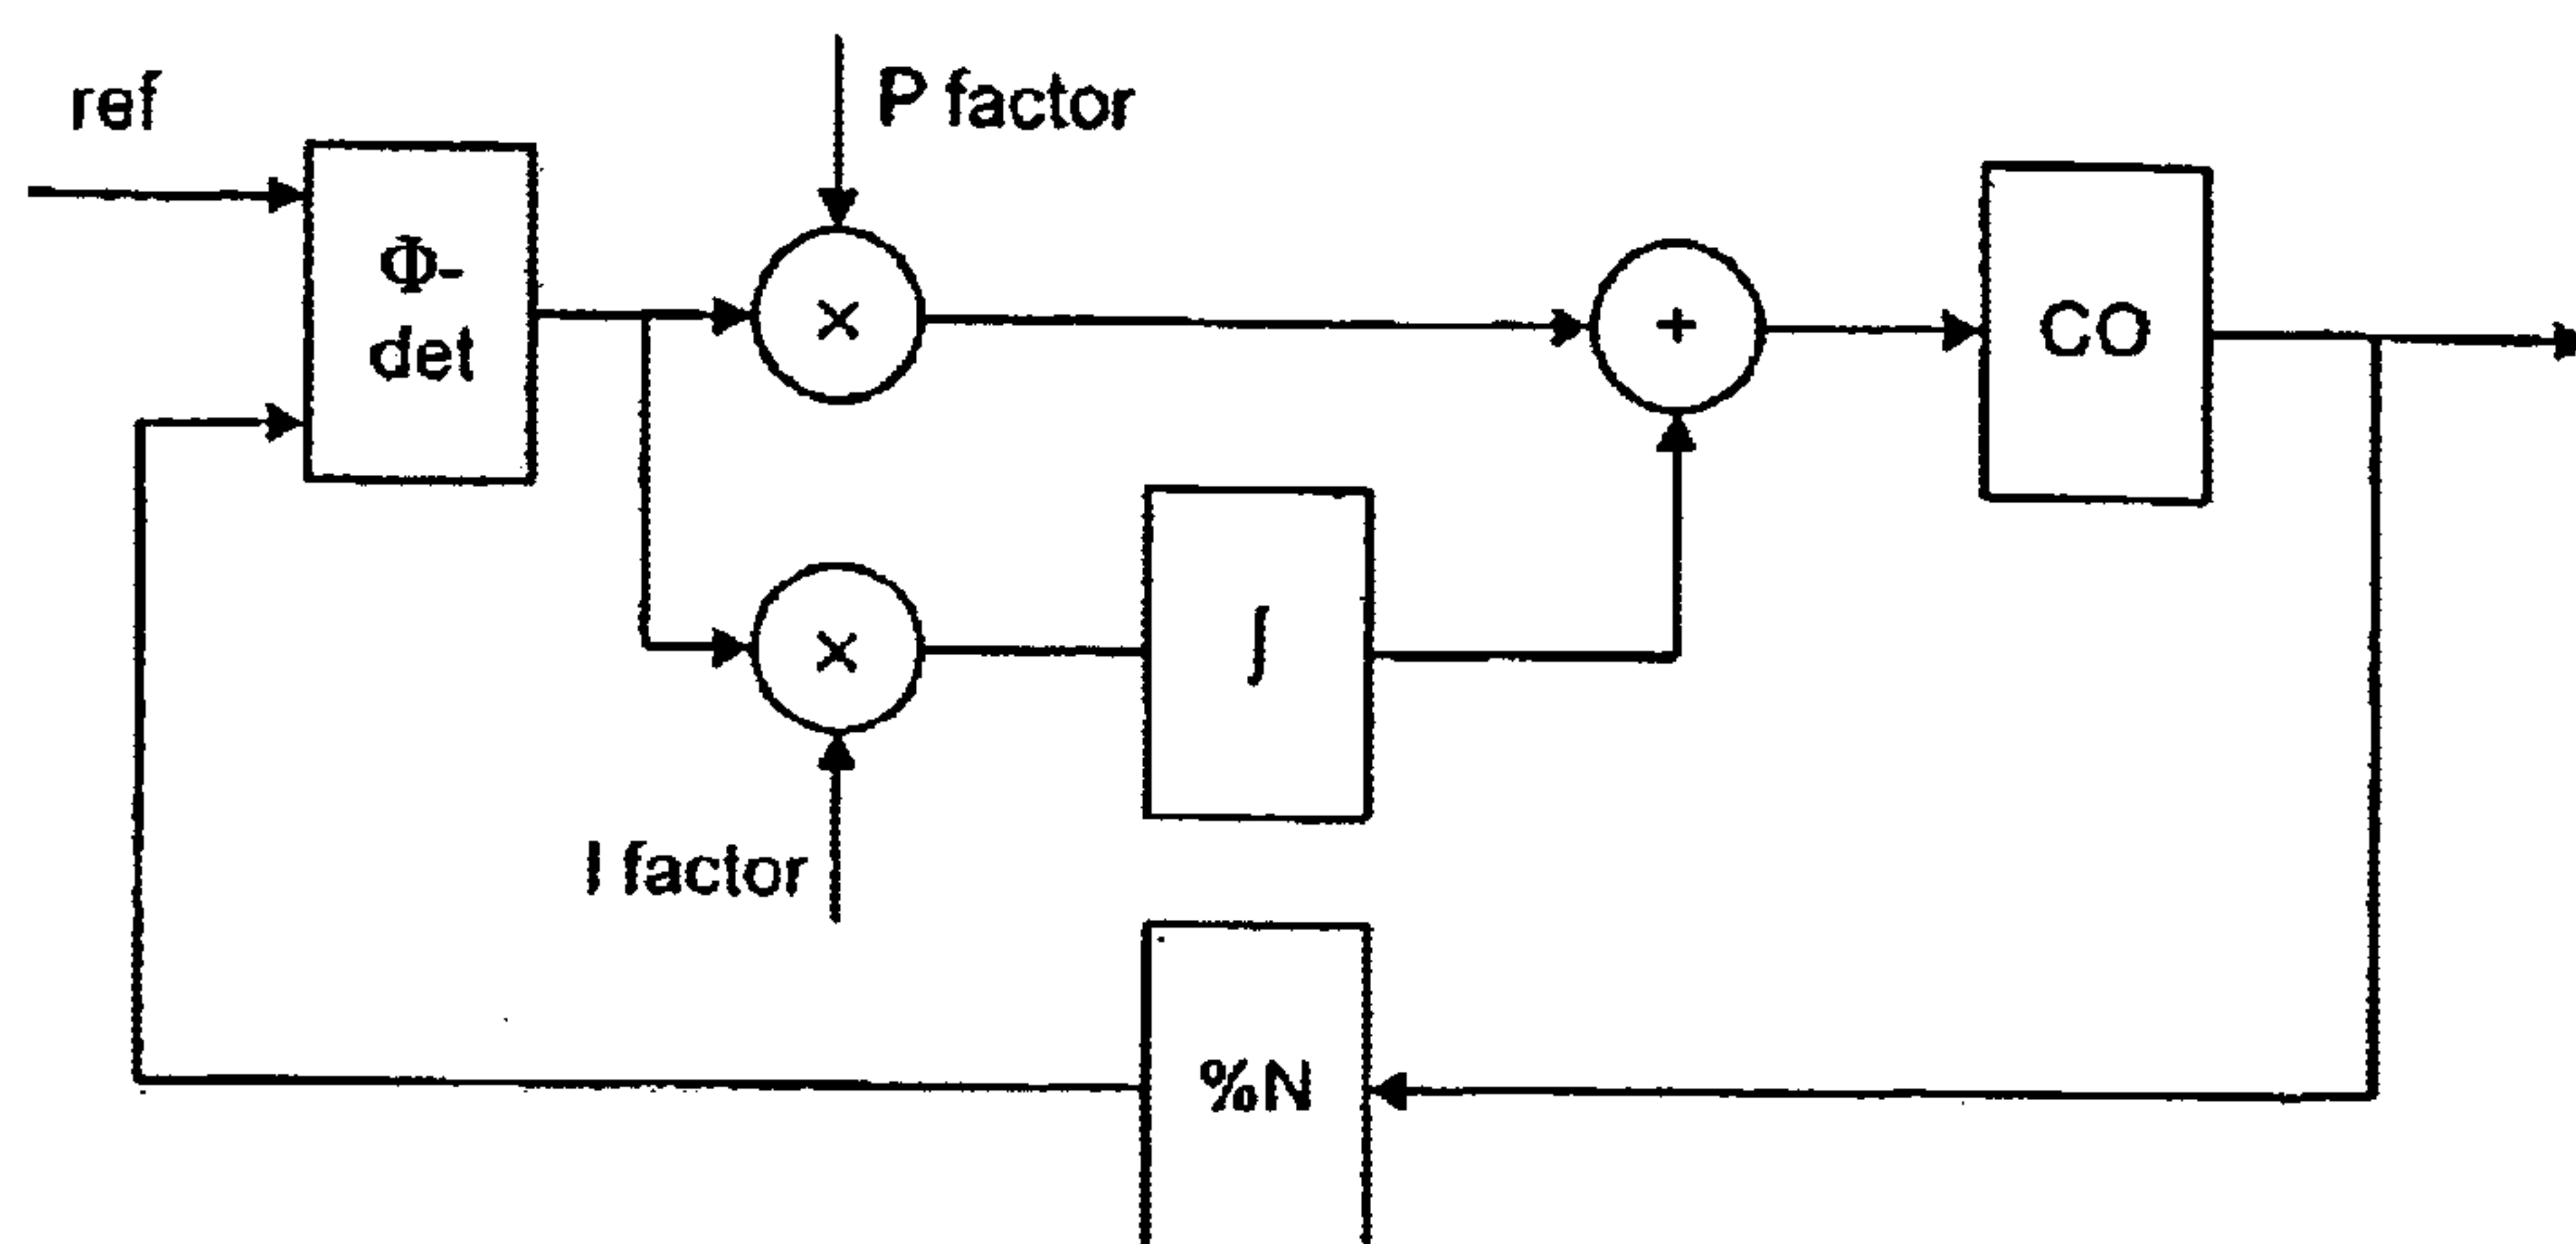 ref
P factor
Φ-
det
×
+
CO
×
∫
I factor
%N